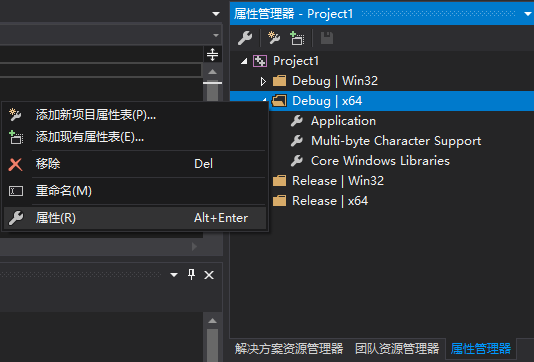 属性管理器 - Project1
Project1
Debug | Win32
Debug | x64
Application
Multi-byte Character Support
Core Windows Libraries
Release | Win32
Release | x64
添加新项目属性表(P)...
添加现有属性表(E)...
移除 Del
重命名(M)
属性(R) Alt+Enter
解决方案资源管理器 团队资源管理器 属性管理器